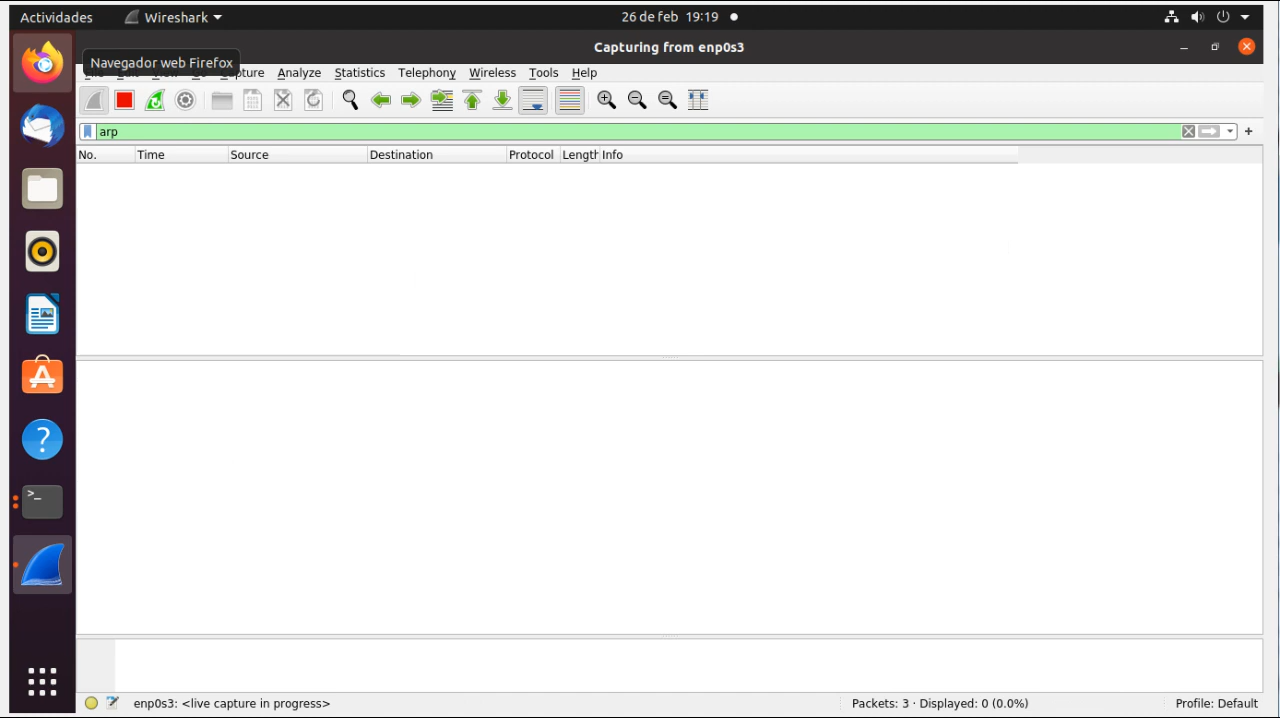 Actividades Wireshark 26 de feb 19:19
Capturing from enp0s3
Navegador web Firefox
Capture Analyze Statistics Telephony Wireless Tools Help
arp
No. Time Source Destination Protocol Length Info
enp0s3: <live capture in progress> Packets: 3 · Displayed: 0 (0.0%) Profile: Default